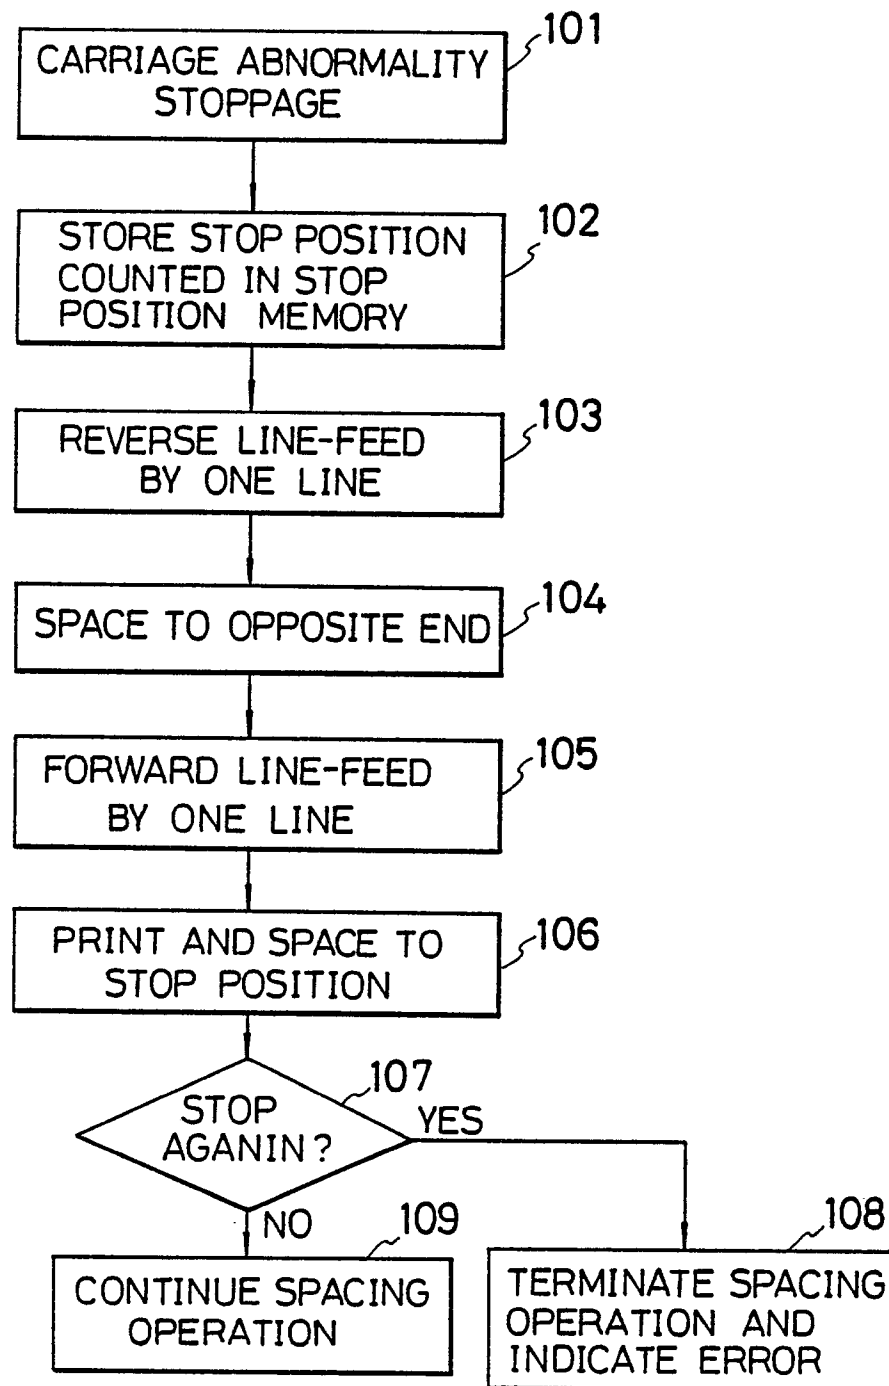 101
CARRIAGE ABNORMALITY
STOPPAGE
102
STORE STOP POSITION
COUNTED IN STOP
POSITION MEMORY
103
REVERSE LINE-FEED
BY ONE LINE
104
SPACE TO OPPOSITE END
105
FORWARD LINE-FEED
BY ONE LINE
106
PRINT AND SPACE TO
STOP POSITION
107
STOP
AGANIN?
YES
NO
109
CONTINUE SPACING
OPERATION
108
TERMINATE SPACING
OPERATION AND
INDICATE ERROR